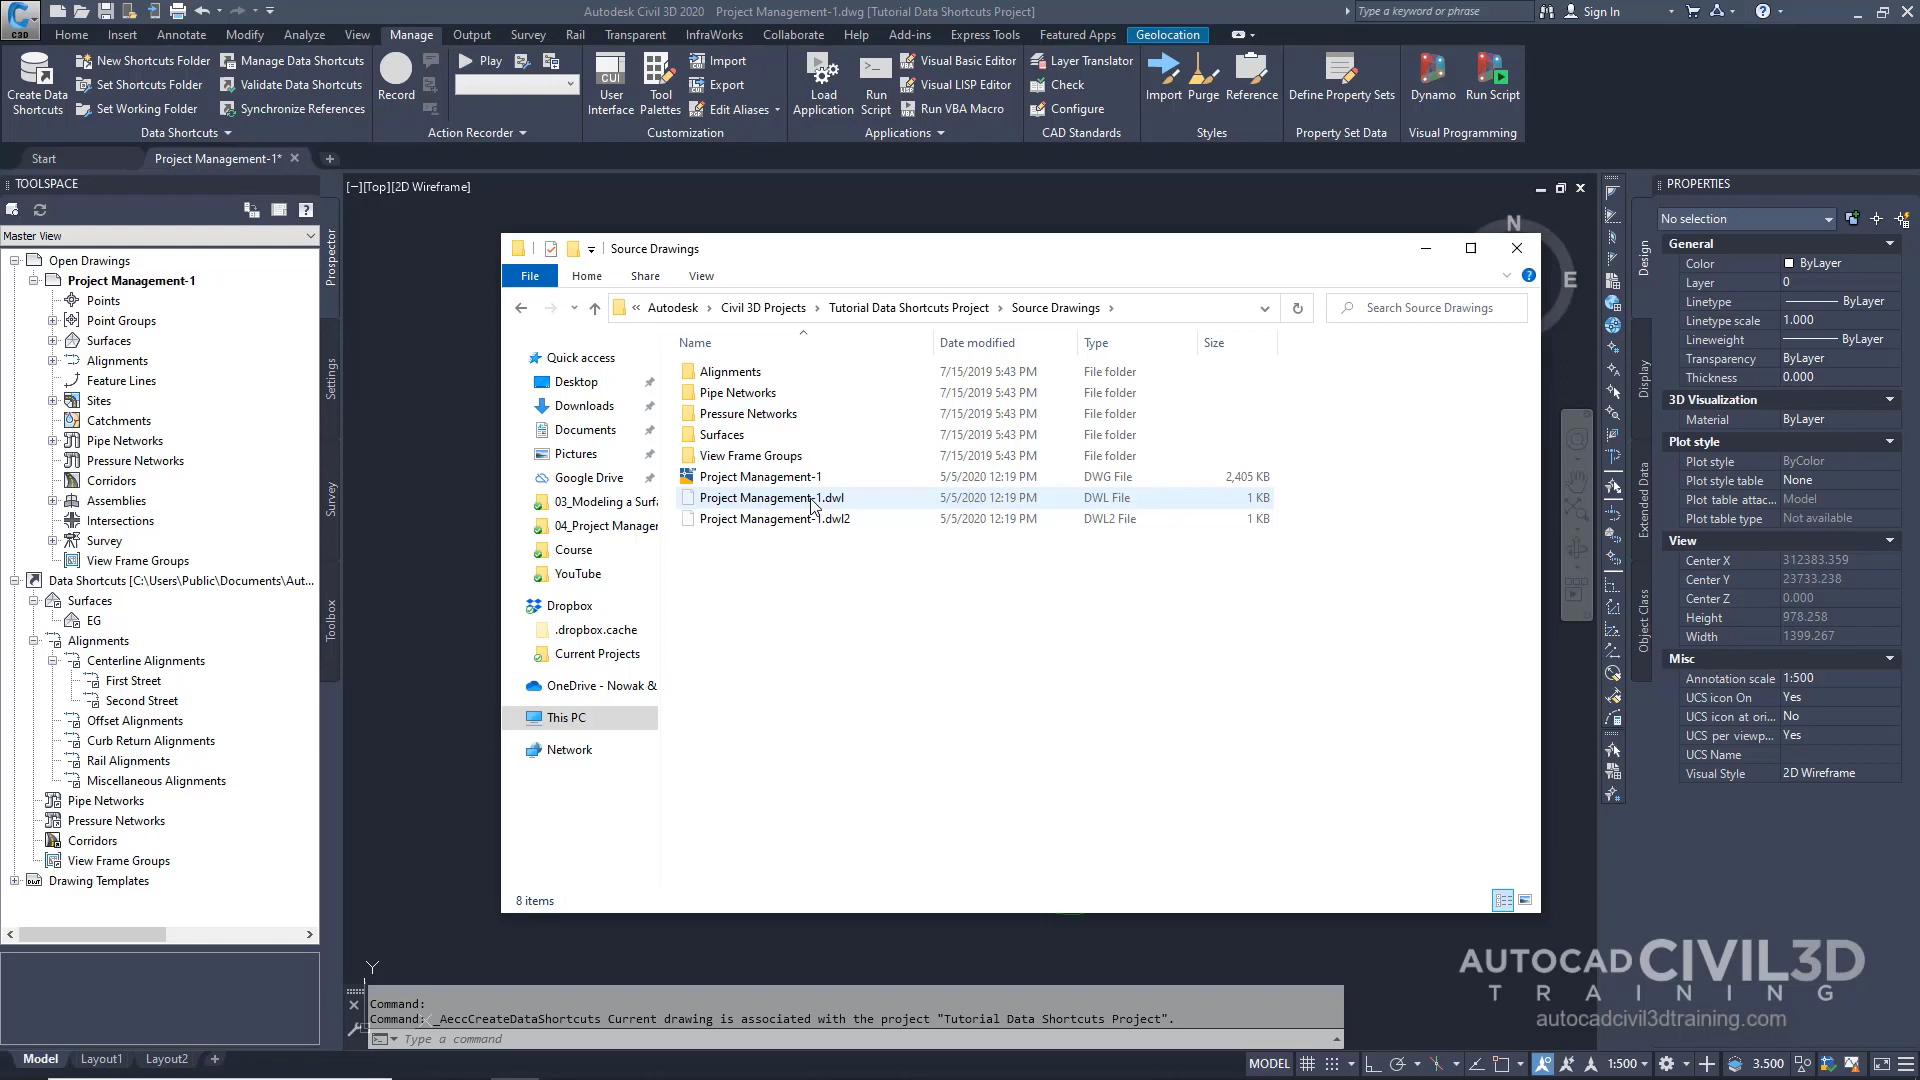 Autodesk Civil 3D 2020 Project Management-1.dwg [Tutorial Data Shortcuts Project]
Type a keyword or phrase
Sign In
C3D
Home Insert Annotate Modify Analyze View Manage Output Survey Rail Transparent InfraWorks Collaborate Help Add-ins Express Tools Featured Apps Geolocation
Create Data Shortcuts
New Shortcuts Folder
Set Shortcuts Folder
Set Working Folder
Manage Data Shortcuts
Validate Data Shortcuts
Synchronize References
Data Shortcuts
Record
Play
Action Recorder
CUI
User Interface
Tool Palettes
Import
Export
Edit Aliases
Customization
Load Application
Run Script
Visual Basic Editor
Visual LISP Editor
Run VBA Macro
Applications
Layer Translator
Check
Configure
CAD Standards
Import Purge Reference
Styles
Define Property Sets
Property Set Data
Dynamo Run Script
Visual Programming
Start
Project Management-1*
TOOLSPACE
Master View
Open Drawings
Project Management-1
Points
Point Groups
Surfaces
Alignments
Feature Lines
Sites
Catchments
Pipe Networks
Pressure Networks
Corridors
Assemblies
Intersections
Survey
View Frame Groups
Data Shortcuts [C:\Users\Public\Documents\Aut...
Surfaces
EG
Alignments
Centerline Alignments
First Street
Second Street
Offset Alignments
Curb Return Alignments
Rail Alignments
Miscellaneous Alignments
Pipe Networks
Pressure Networks
Corridors
View Frame Groups
Drawing Templates
Prospector
Settings
Survey
Toolbox
[−][Top][2D Wireframe]
N
E
Source Drawings
File Home Share View
« Autodesk > Civil 3D Projects > Tutorial Data Shortcuts Project > Source Drawings >
Search Source Drawings
Name Date modified Type Size
Quick access
Desktop
Downloads
Documents
Pictures
Google Drive
03_Modeling a Surfa
04_Project Manager
Course
YouTube
Dropbox
.dropbox.cache
Current Projects
OneDrive - Nowak &
This PC
Network
Alignments 7/15/2019 5:43 PM File folder
Pipe Networks 7/15/2019 5:43 PM File folder
Pressure Networks 7/15/2019 5:43 PM File folder
Surfaces 7/15/2019 5:43 PM File folder
View Frame Groups 7/15/2019 5:43 PM File folder
Project Management-1 5/5/2020 12:19 PM DWG File 2,405 KB
Project Management-1.dwl 5/5/2020 12:19 PM DWL File 1 KB
Project Management-1.dwl2 5/5/2020 12:19 PM DWL2 File 1 KB
8 items
PROPERTIES
No selection
General
Color ByLayer
Layer 0
Linetype ByLayer
Linetype scale 1.000
Lineweight ByLayer
Transparency ByLayer
Thickness 0.000
3D Visualization
Material ByLayer
Plot style
Plot style ByColor
Plot style table None
Plot table attac... Model
Plot table type Not available
View
Center X 312383.359
Center Y 23733.238
Center Z 0.000
Height 978.258
Width 1399.267
Misc
Annotation scale 1:500
UCS icon On Yes
UCS icon at ori... No
UCS per viewp... Yes
UCS Name
Visual Style 2D Wireframe
Design
Display
Extended Data
Object Class
Y
X
Command:
Command: _AeccCreateDataShortcuts Current drawing is associated with the project "Tutorial Data Shortcuts Project".
Type a command
AUTOCAD CIVIL3D
TRAINING
autocadcivil3dtraining.com
Model Layout1 Layout2 +
MODEL 1:500 3.500